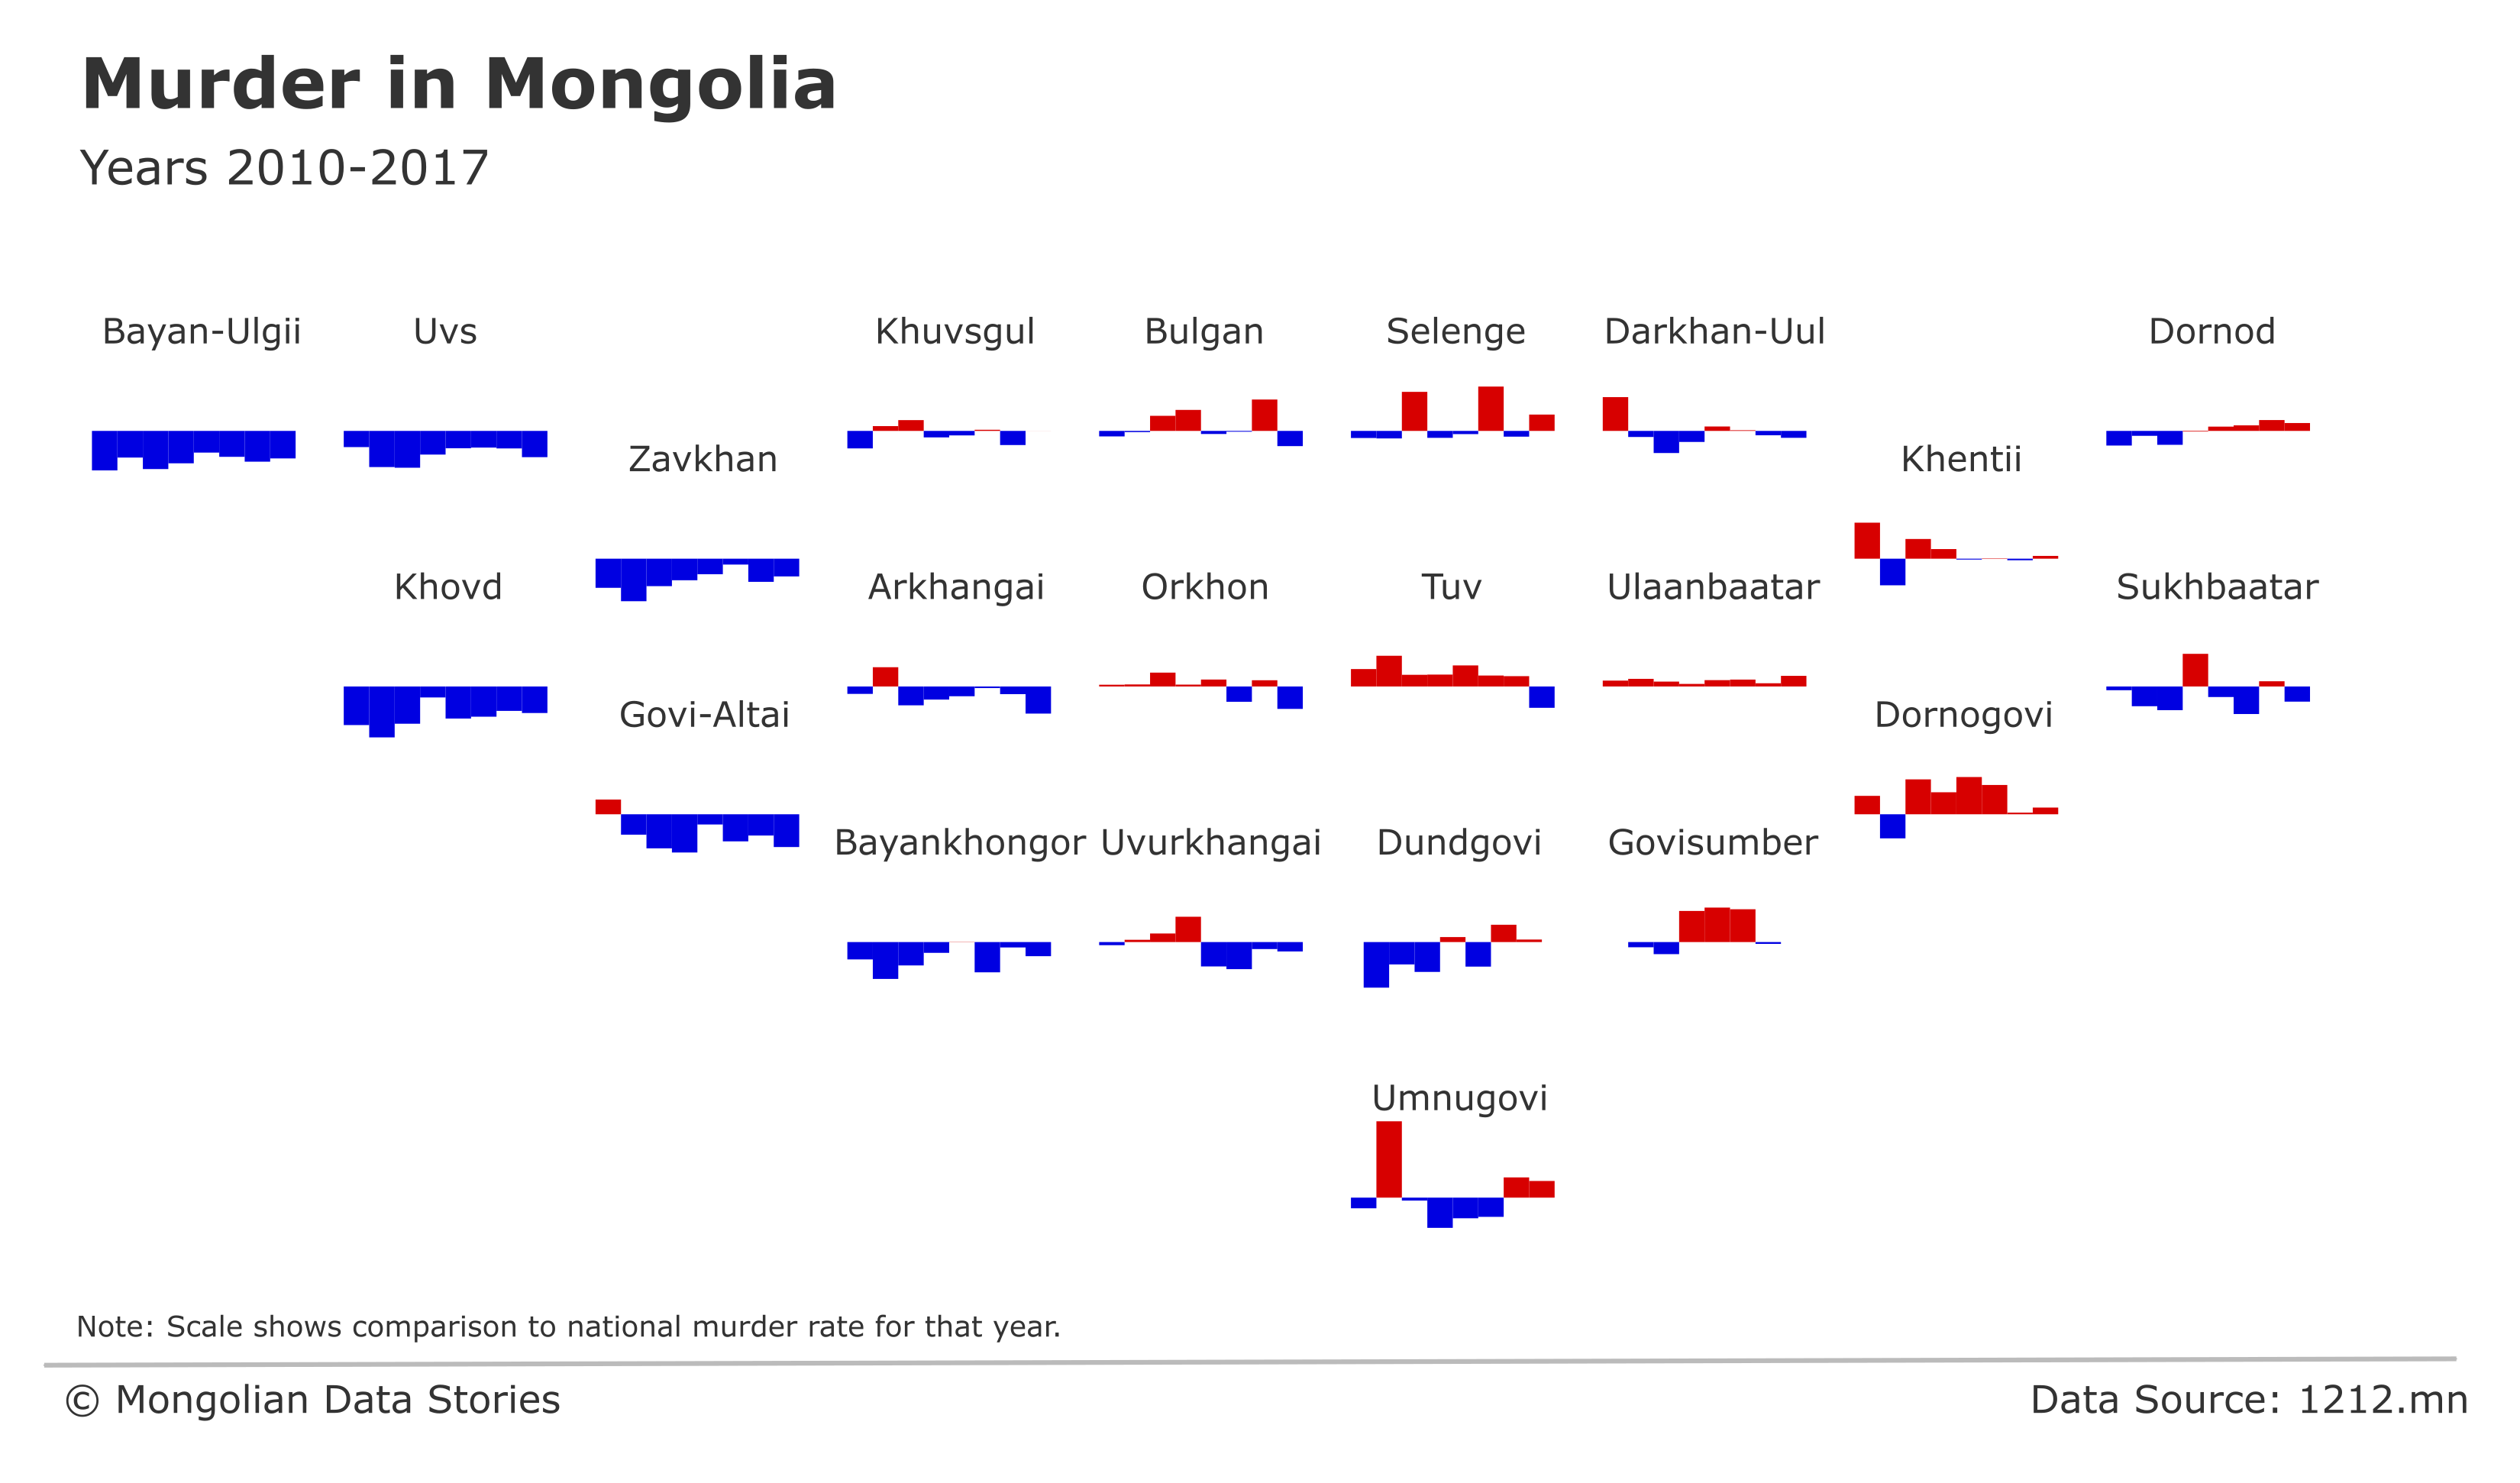 Murder in Mongolia
Years 2010-2017
Bayan-Ulgii
Uvs
Khuvsgul
Bulgan
Selenge
Darkhan-Uul
Dornod
Zavkhan
Khentii
Khovd
Arkhangai
Orkhon
Tuv
Ulaanbaatar
Sukhbaatar
Govi-Altai
Dornogovi
Bayankhongor
Uvurkhangai
Dundgovi
Govisumber
Umnugovi
Note: Scale shows comparison to national murder rate for that year.
© Mongolian Data Stories
Data Source: 1212.mn